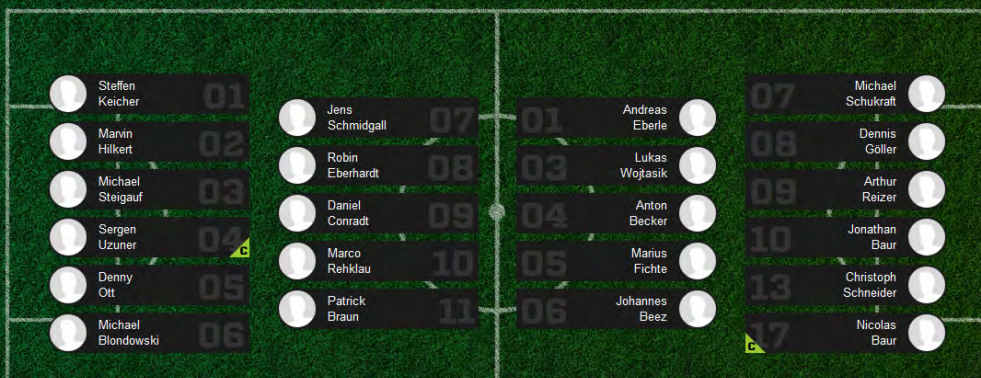 Steffen
Keicher
01
Marvin
Hilkert
02
Michael
Steigauf
03
Sergen
Uzuner
04
C
Denny
Ott
05
Michael
Blondowski
06
Jens
Schmidgall
07
Robin
Eberhardt
08
Daniel
Conradt
09
Marco
Rehklau
10
Patrick
Braun
11
01
Andreas
Eberle
03
Lukas
Wojtasik
04
Anton
Becker
05
Marius
Fichte
06
Johannes
Beez
07
Michael
Schukraft
08
Dennis
Göller
09
Arthur
Reizer
10
Jonathan
Baur
13
Christoph
Schneider
17
C
Nicolas
Baur